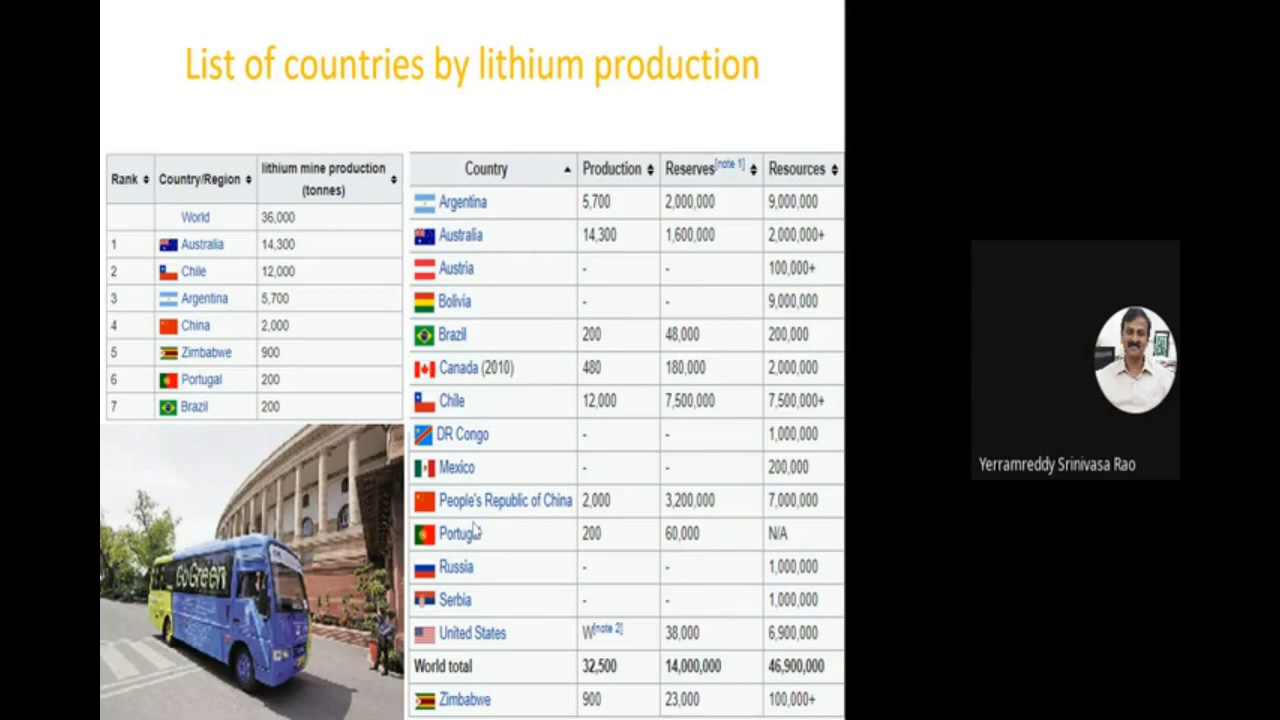 List of countries by lithium production
Rank Country/Region lithium mine production (tonnes)
World 36,000
1 Australia 14,300
2 Chile 12,000
3 Argentina 5,700
4 China 2,000
5 Zimbabwe 900
6 Portugal 200
7 Brazil 200
Go Green
Country Production Reserves[note 1] Resources
Argentina 5,700 2,000,000 9,000,000
Australia 14,300 1,600,000 2,000,000+
Austria - - 100,000+
Bolivia - - 9,000,000
Brazil 200 48,000 200,000
Canada (2010) 480 180,000 2,000,000
Chile 12,000 7,500,000 7,500,000+
DR Congo - - 1,000,000
Mexico - - 200,000
People's Republic of China 2,000 3,200,000 7,000,000
Portugal 200 60,000 N/A
Russia - - 1,000,000
Serbia - - 1,000,000
United States W[note 2] 38,000 6,900,000
World total 32,500 14,000,000 46,900,000
Zimbabwe 900 23,000 100,000+
Yerramreddy Srinivasa Rao